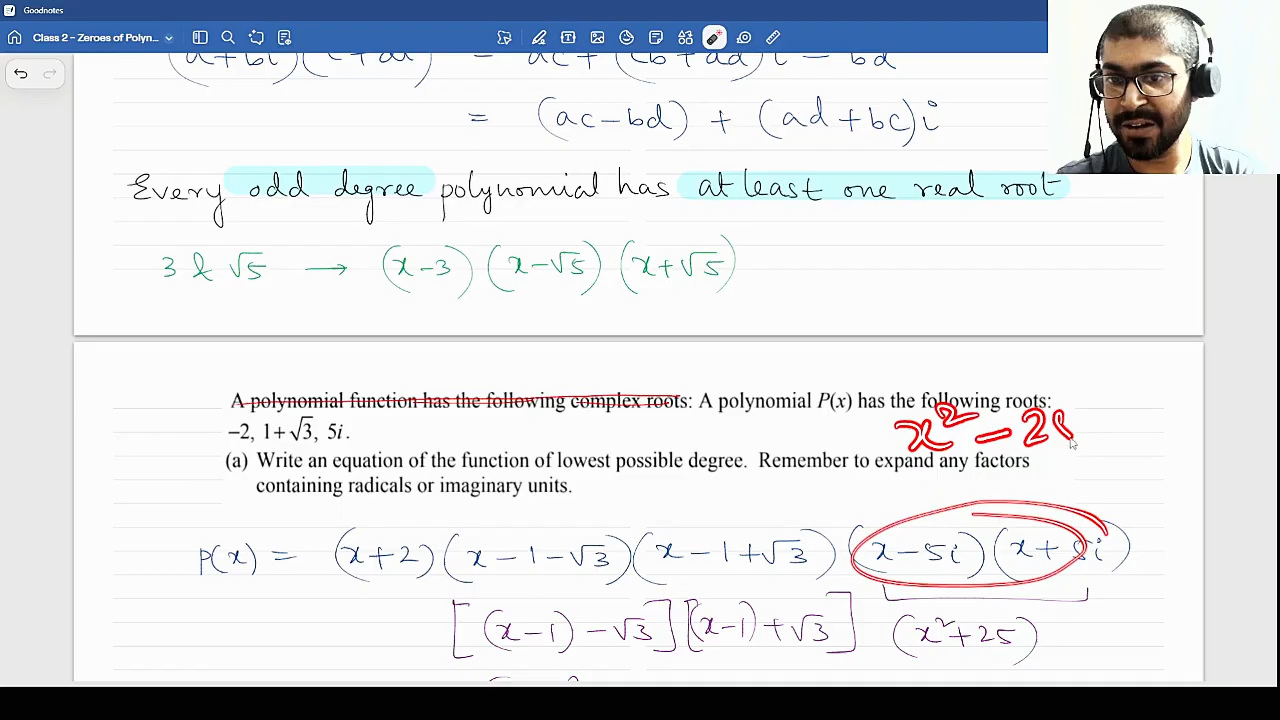 Goodnotes
Class 2 – Zeroes of Polyn...
= ac + (cb + ad) i - bd
= (ac-bd) + (ad+bc)i
Every odd degree polynomial has at least one real root
3 & √5 → (x-3) (x-√5) (x+√5)
A polynomial function has the following complex roots: A polynomial P(x) has the following roots:
−2, 1+√3, 5i.
x² - 2
(a) Write an equation of the function of lowest possible degree. Remember to expand any factors
containing radicals or imaginary units.
P(x) = (x+2)(x-1-√3)(x-1+√3)(x-5i)(x+5i)
[(x-1)-√3][(x-1)+√3] (x²+25)